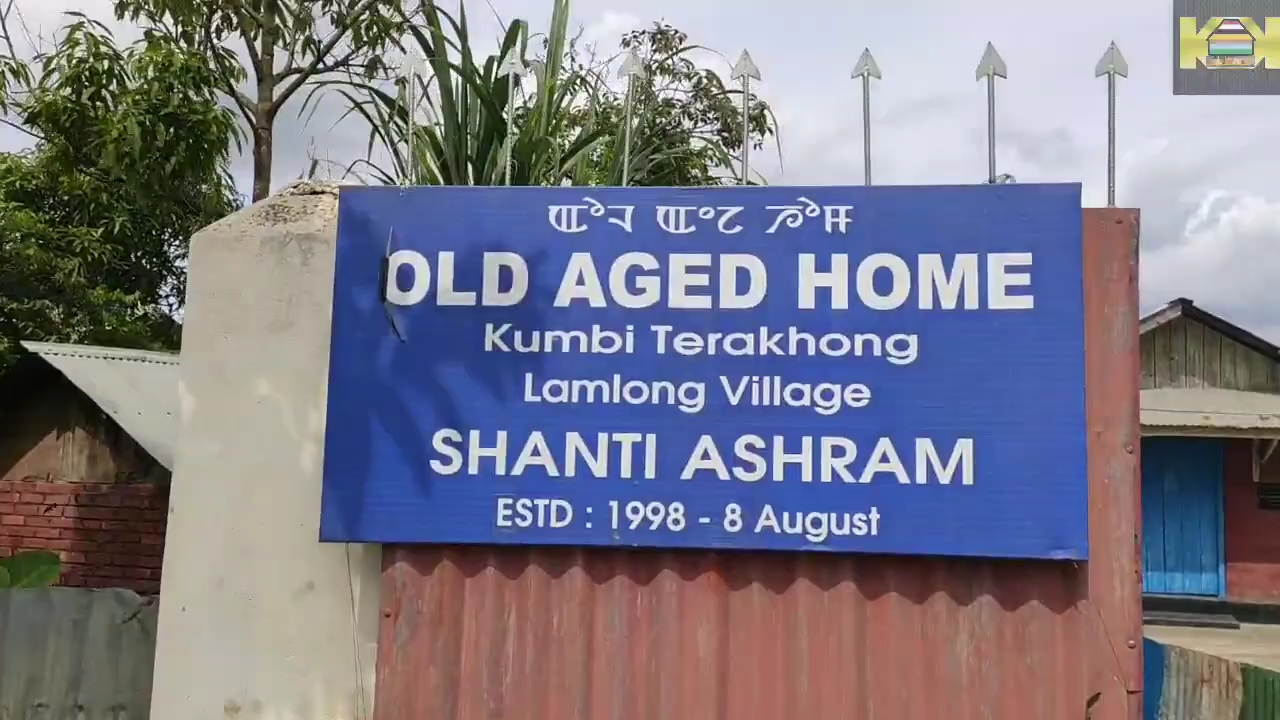 ꯑꯣꯜ ꯑꯦꯖ ꯍꯣꯝ
OLD AGED HOME
Kumbi Terakhong
Lamlong Village
SHANTI ASHRAM
ESTD : 1998 - 8 August